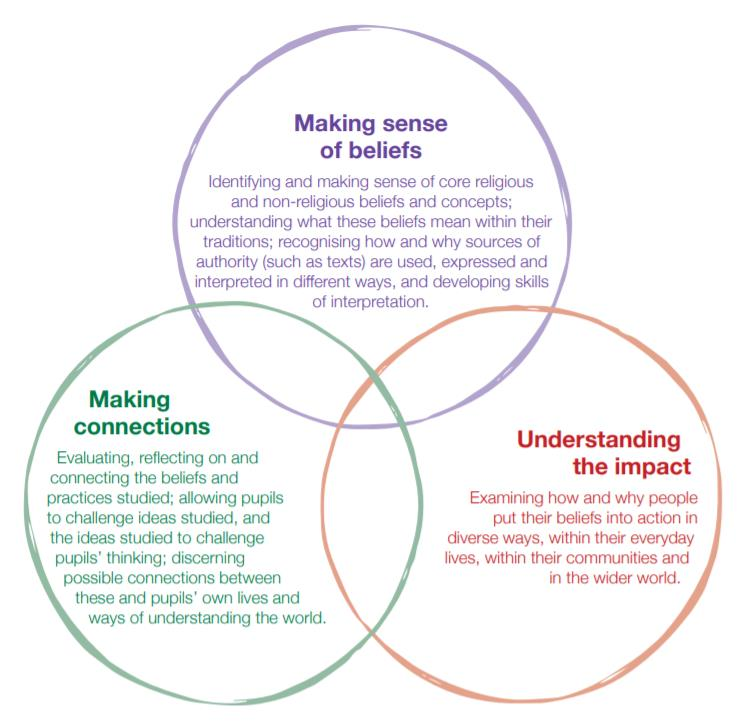 Making sense
of beliefs
Identifying and making sense of core religious
and non-religious beliefs and concepts;
understanding what these beliefs mean within their
traditions; recognising how and why sources of
authority (such as texts) are used, expressed and
interpreted in different ways, and developing skills
of interpretation.
Making
connections
Evaluating, reflecting on and
connecting the beliefs and
practices studied; allowing pupils
to challenge ideas studied, and
the ideas studied to challenge
pupils' thinking; discerning
possible connections between
these and pupils' own lives and
ways of understanding the world.
Understanding
the impact
Examining how and why people
put their beliefs into action in
diverse ways, within their everyday
lives, within their communities and
in the wider world.